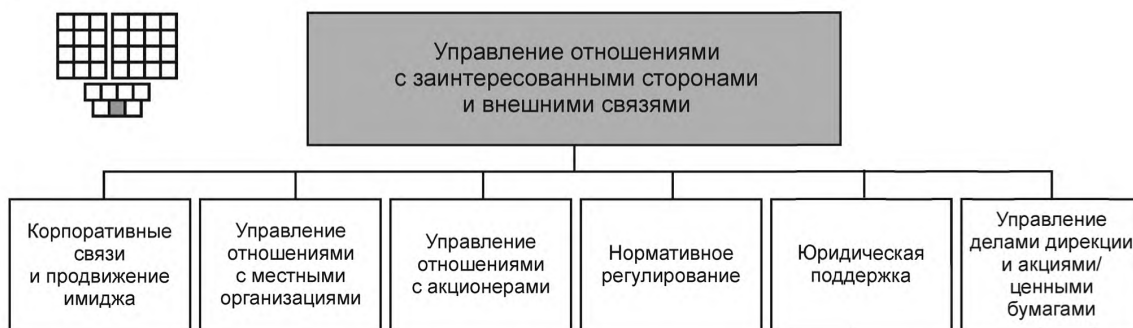 Управление отношениями
с заинтересованными сторонами
и внешними связями
Корпоративные
связи
и продвижение
имиджа
Управление
отношениями
с местными
организациями
Управление
отношениями
с акционерами
Нормативное
регулирование
Юридическая
поддержка
Управление
делами дирекции
и акциями/
ценными
бумагами